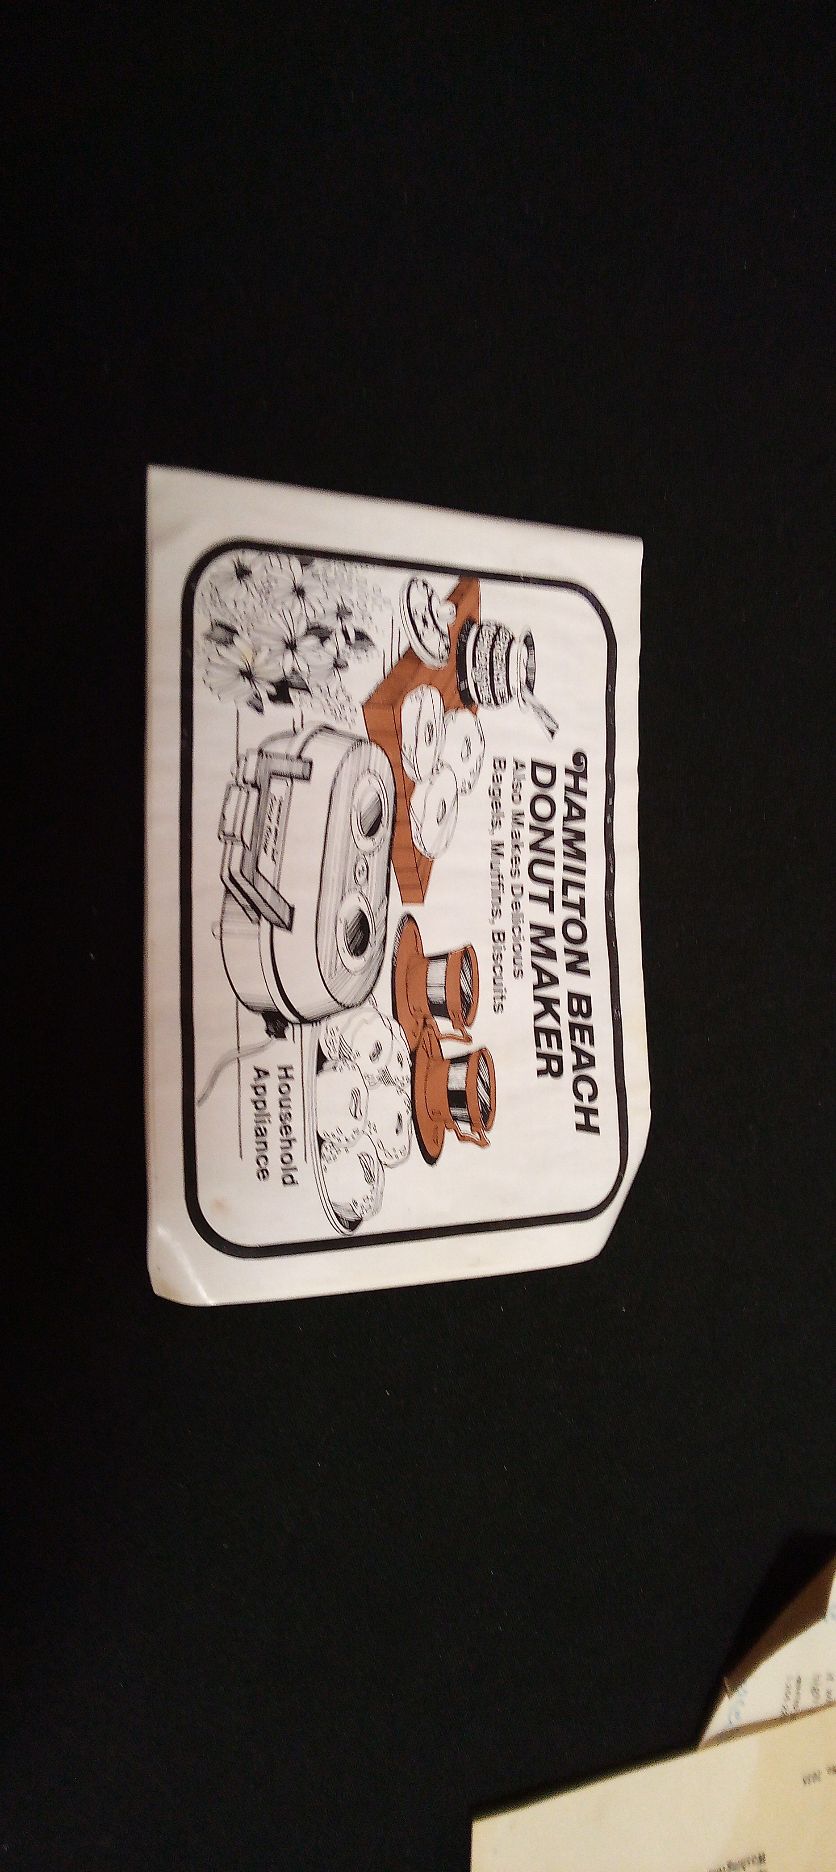 HAMILTON BEACH
DONUT MAKER
Also Makes Delicious
Bagels, Muffins, Biscuits
Household
Appliance